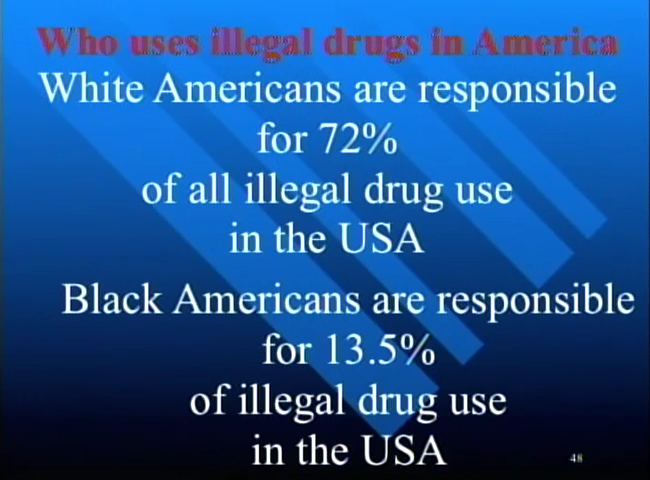 Who uses illegal drugs in America
White Americans are responsible
for 72%
of all illegal drug use
in the USA
Black Americans are responsible
for 13.5%
of illegal drug use
in the USA
48